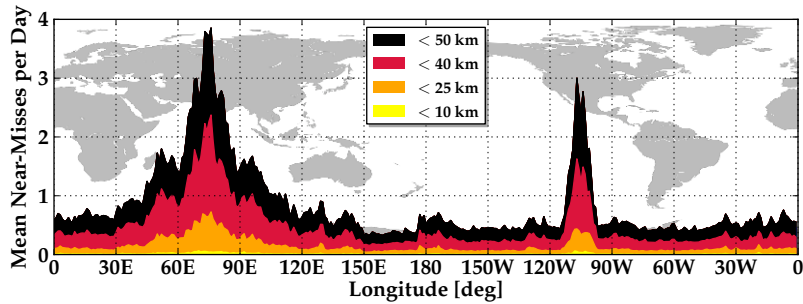 Mean Near-Misses per Day
4
3
2
1
0
< 50 km
< 40 km
< 25 km
< 10 km
0 30E 60E 90E 120E 150E 180 150W 120W 90W 60W 30W 0
Longitude [deg]